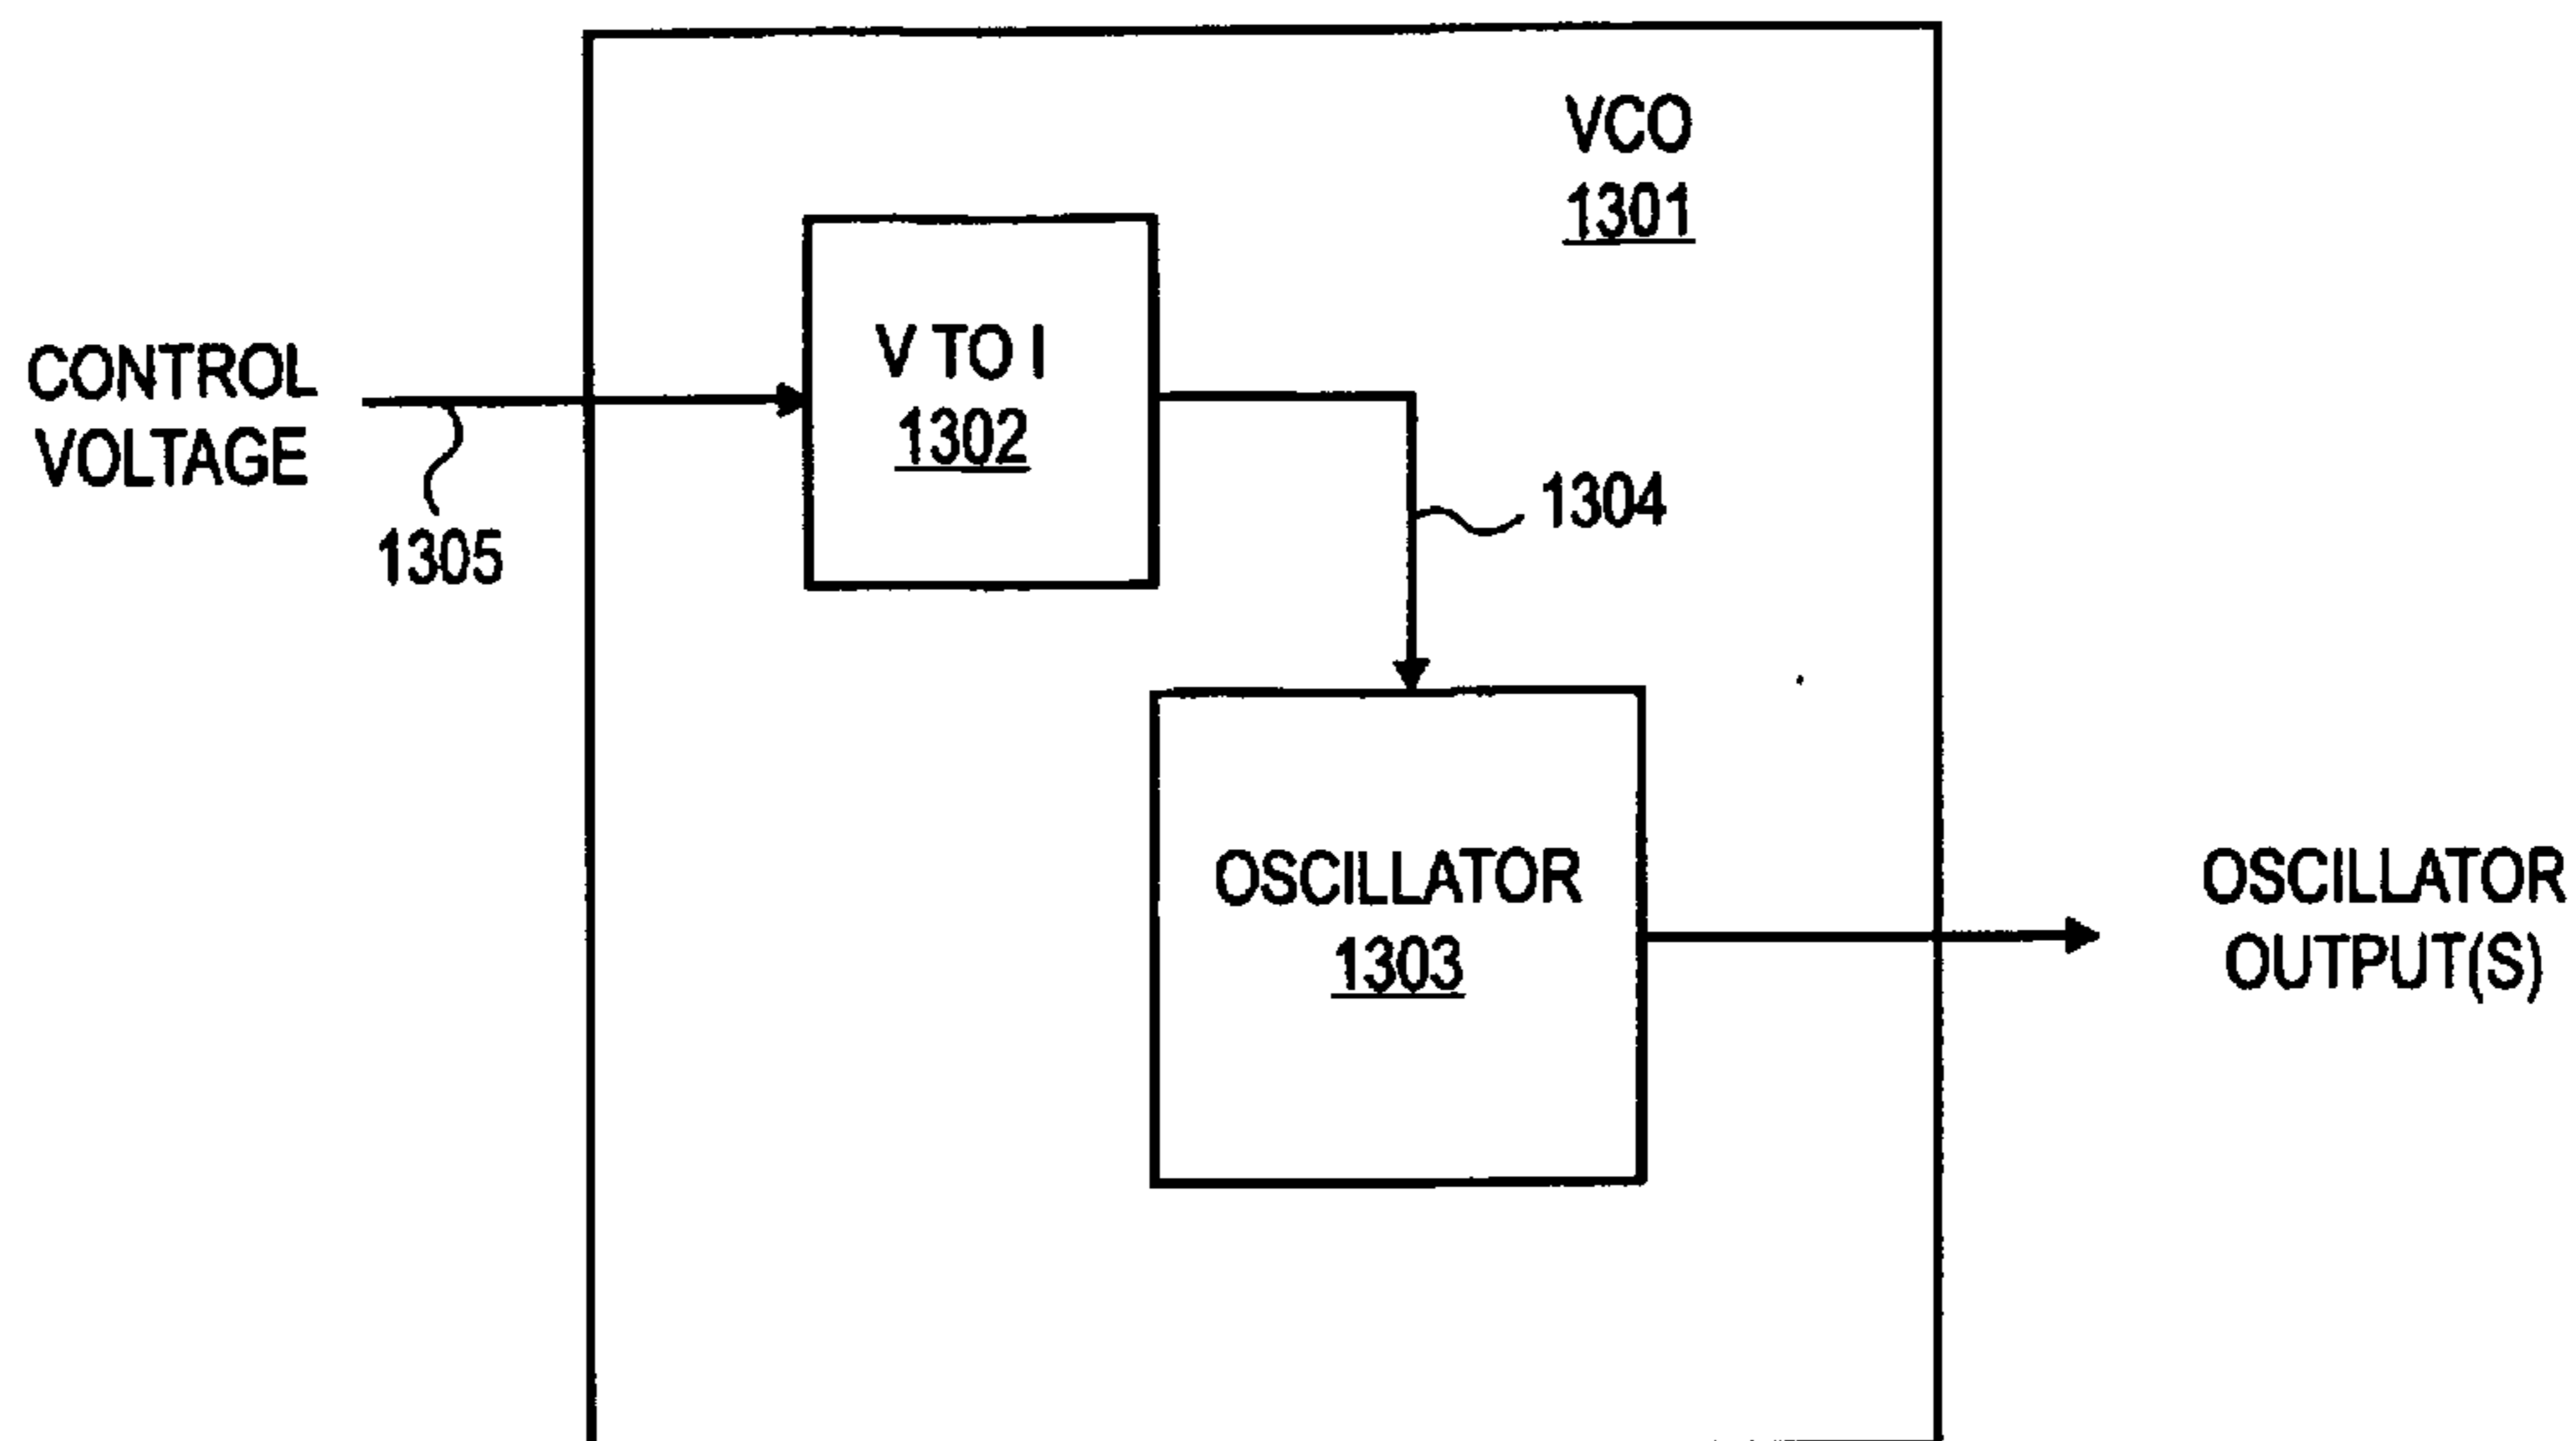 VCO
1301
V TO I
1302
CONTROL
VOLTAGE
1305
1304
OSCILLATOR
1303
OSCILLATOR
OUTPUT(S)